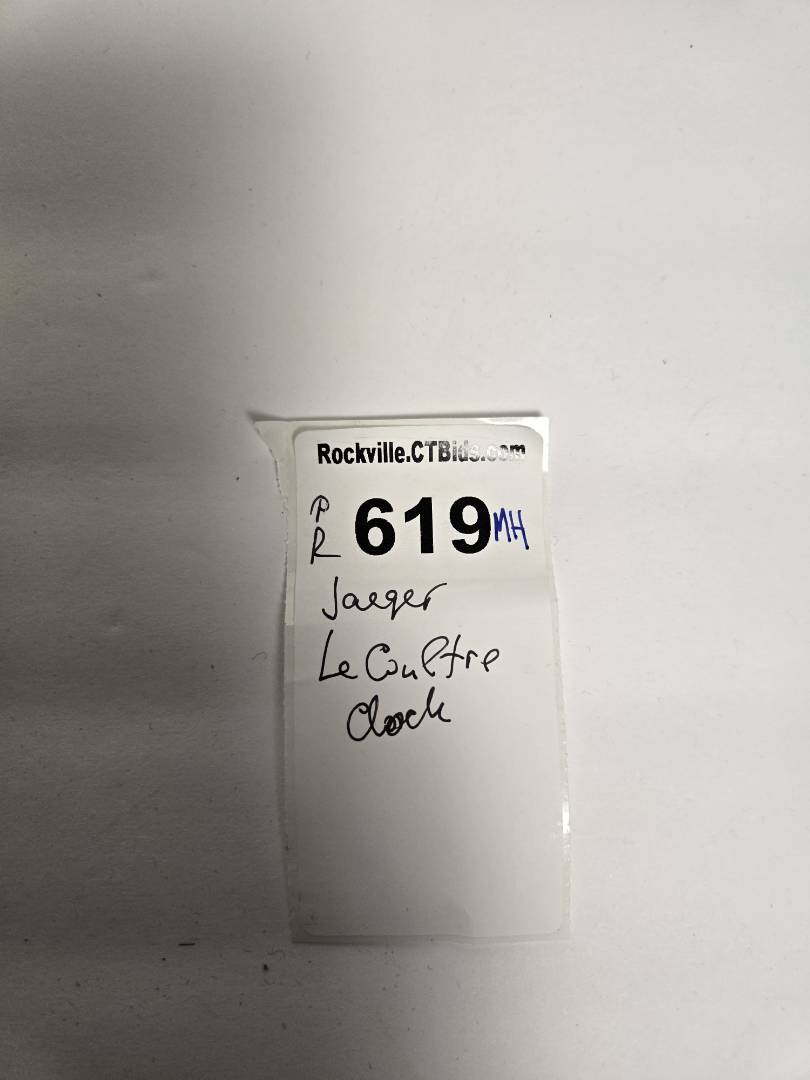 Rockville.CTBids.com
P
R 619 MH
Jaeger
LeCoultre
Clock